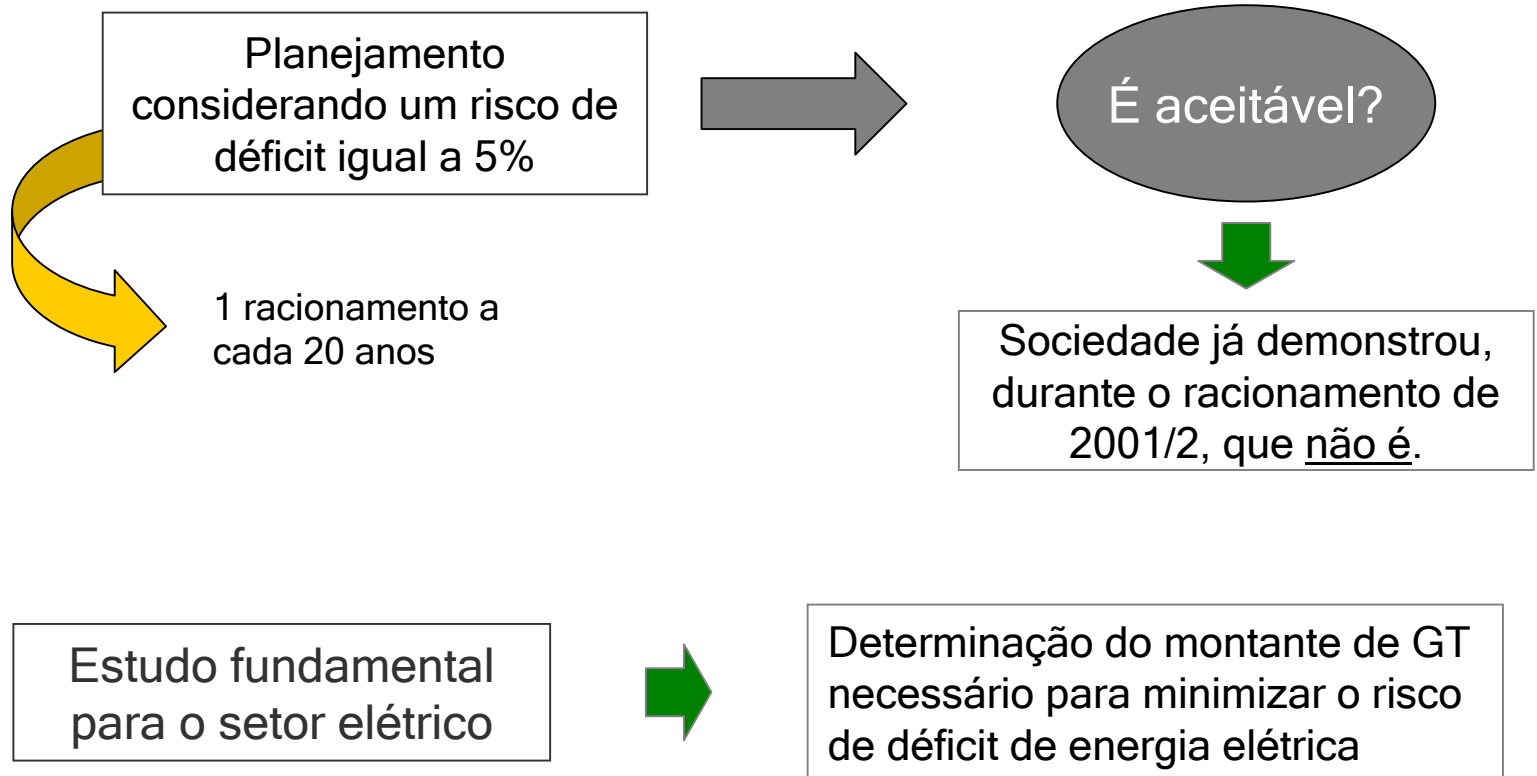 Planejamento
considerando um risco de
déficit igual a 5%
É aceitável?
1 racionamento a
cada 20 anos
Sociedade já demonstrou,
durante o racionamento de
2001/2, que não é.
Estudo fundamental
para o setor elétrico
Determinação do montante de GT
necessário para minimizar o risco
de déficit de energia elétrica